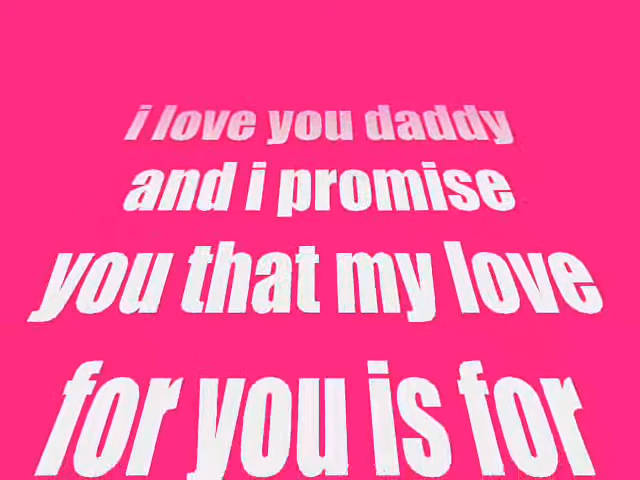 i love you daddy
and i promise
you that my love
for you is for